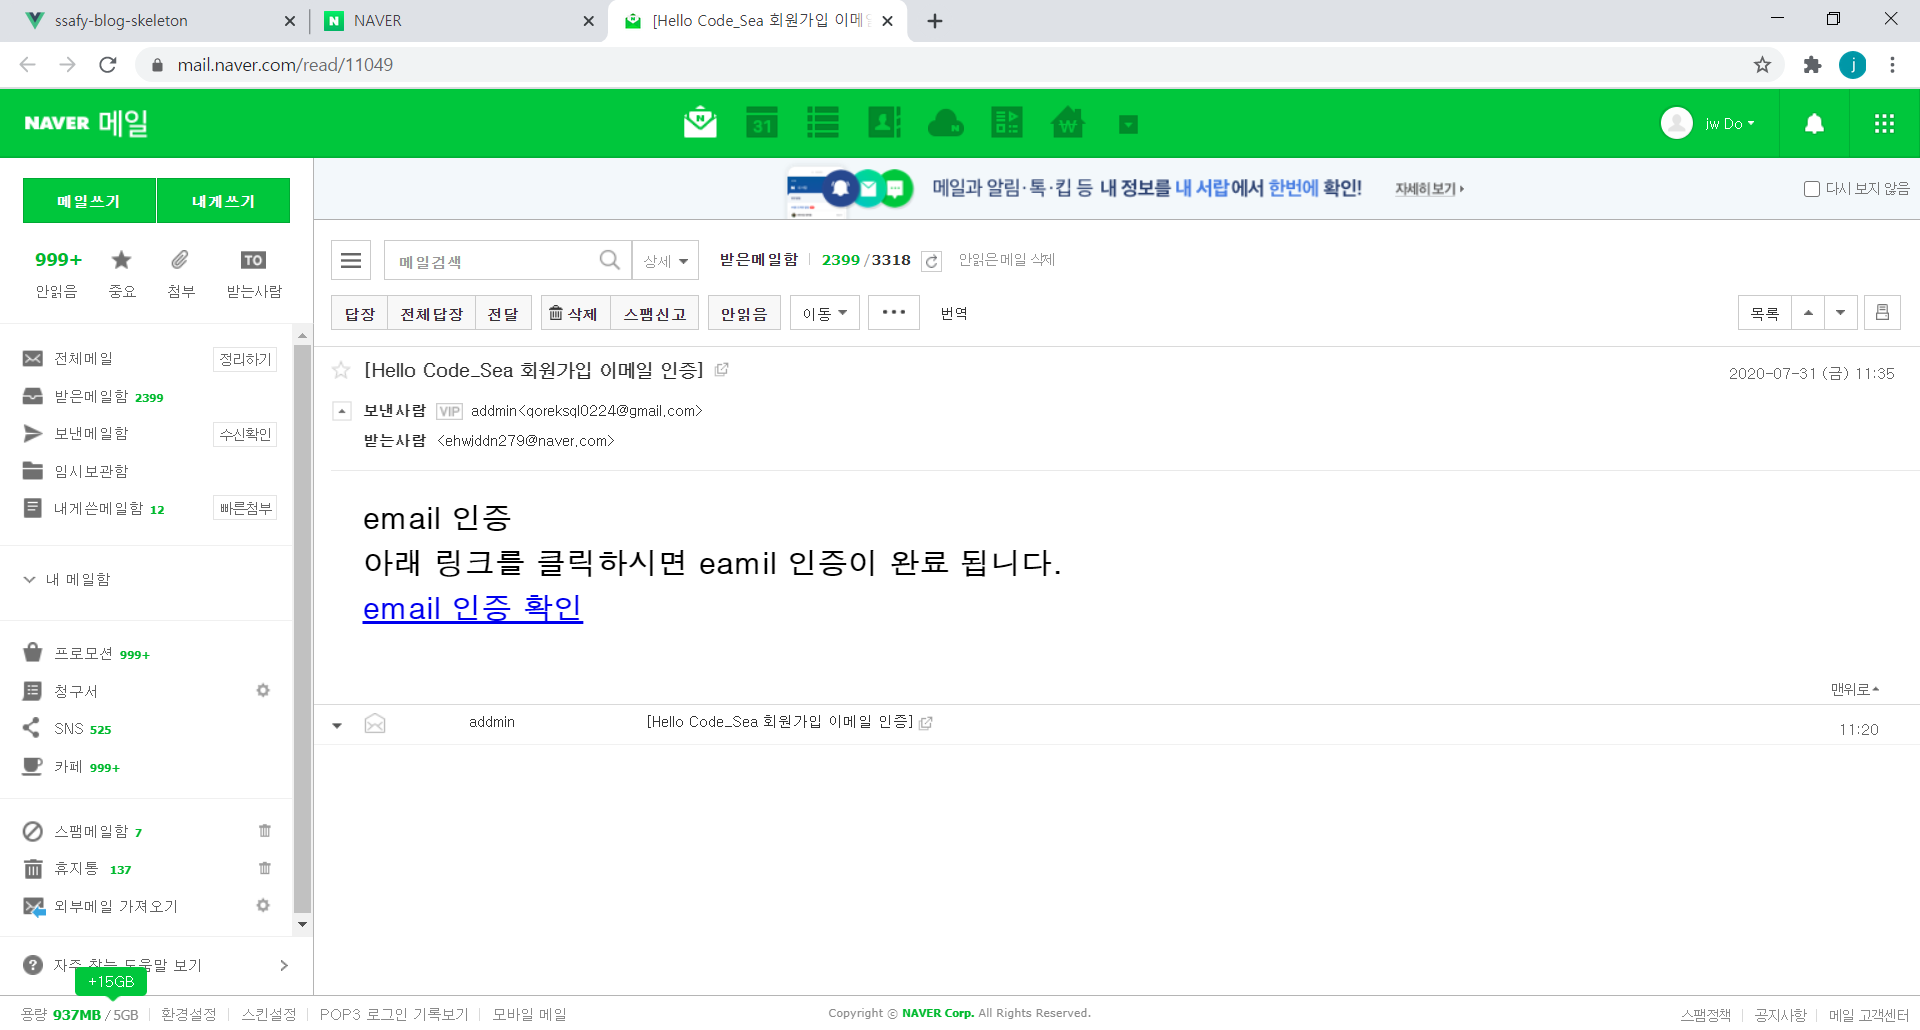 ssafy-blog-skeleton
NAVER
[Hello Code_Sea 회원가입 이메일
mail.naver.com/read/11049
j
NAVER 메일
31
jw Do
메일쓰기
내게쓰기
메일과 알림·톡·킵 등 내 정보를 내 서랍에서 한번에 확인!
자세히 보기
다시 보지 않음
999+
TO
안읽음
중요
첨부
받는사람
메일검색
상세
받은메일함
2399/3318
안읽은 메일 삭제
답장
전체답장
전달
삭제
스팸신고
안읽음
이동
번역
목록
전체메일
정리하기
받은메일함 2399
보낸메일함
수신확인
임시보관함
내게쓴메일함 12
빠른첨부
내 메일함
프로모션 999+
청구서
SNS 525
카페 999+
스팸메일함 7
휴지통 137
외부메일 가져오기
자주 찾는 도움말 보기
+15GB
[Hello Code_Sea 회원가입 이메일 인증]
2020-07-31 (금) 11:35
보낸사람 VIP addmin<qoreksql0224@gmail.com>
받는사람 <ehwjddn279@naver.com>
email 인증
아래 링크를 클릭하시면 eamil 인증이 완료 됩니다.
email 인증 확인
맨위로
addmin
[Hello Code_Sea 회원가입 이메일 인증]
11:20
용량 937MB / 5GB
환경설정
스킨설정
POP3 로그인 기록보기
모바일 메일
Copyright © NAVER Corp. All Rights Reserved.
스팸정책
공지사항
메일 고객센터